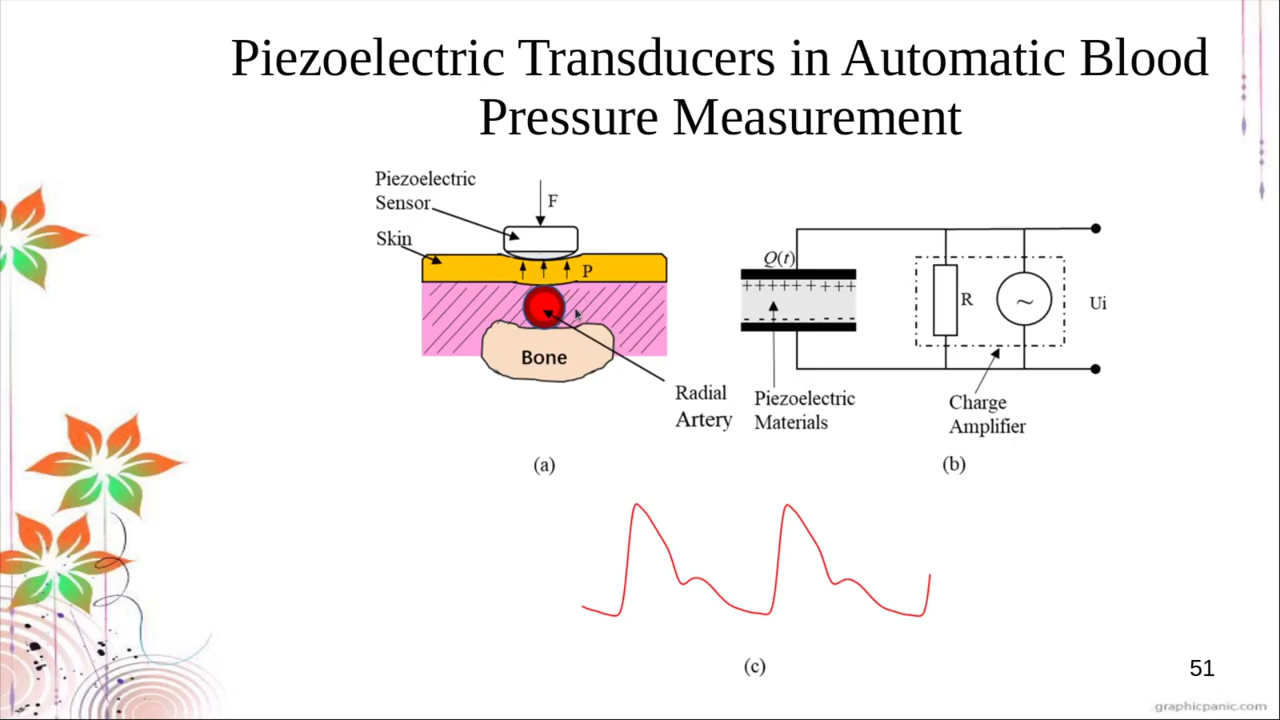 Piezoelectric Transducers in Automatic Blood
Pressure Measurement
Piezoelectric
Sensor
F
Skin
P
Bone
Radial
Artery
(a)
Q(t)
+ + + + + + + + +
- - - - - - - - -
R
~
Ui
Piezoelectric
Materials
Charge
Amplifier
(b)
(c)
51
graphicpanic.com